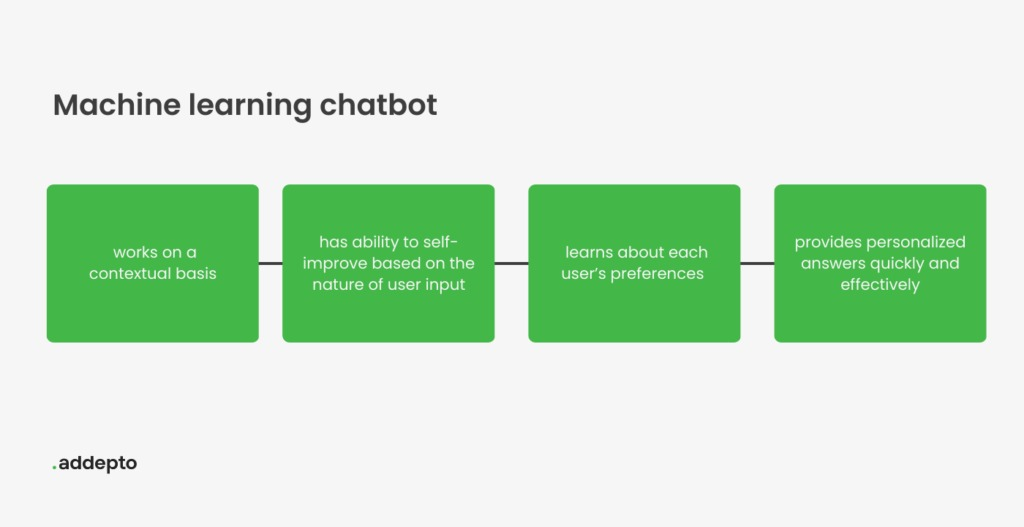 Machine learning chatbot
works on a
contextual basis
has ability to self-
improve based on the
nature of user input
learns about each
user's preferences
provides personalized
answers quickly and
effectively
.addepto